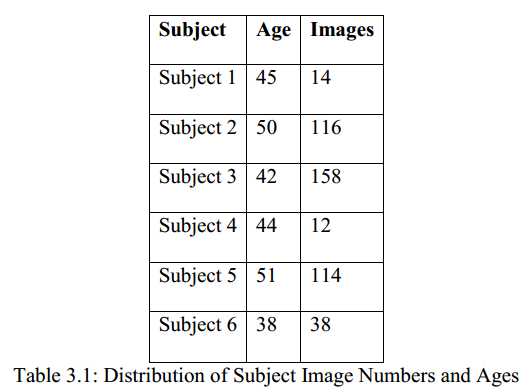 Subject Age Images
Subject 1 45 14
Subject 2 50 116
Subject 3 42 158
Subject 4 44 12
Subject 5 51 114
Subject 6 38 38
Table 3.1: Distribution of Subject Image Numbers and Ages